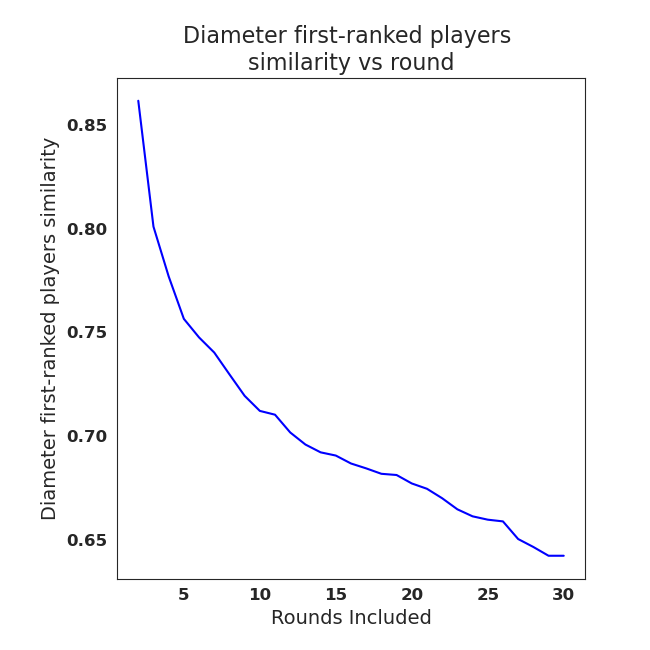 Diameter first-ranked players
similarity vs round
Diameter first-ranked players similarity
0.85
0.80
0.75
0.70
0.65
5 10 15 20 25 30
Rounds Included